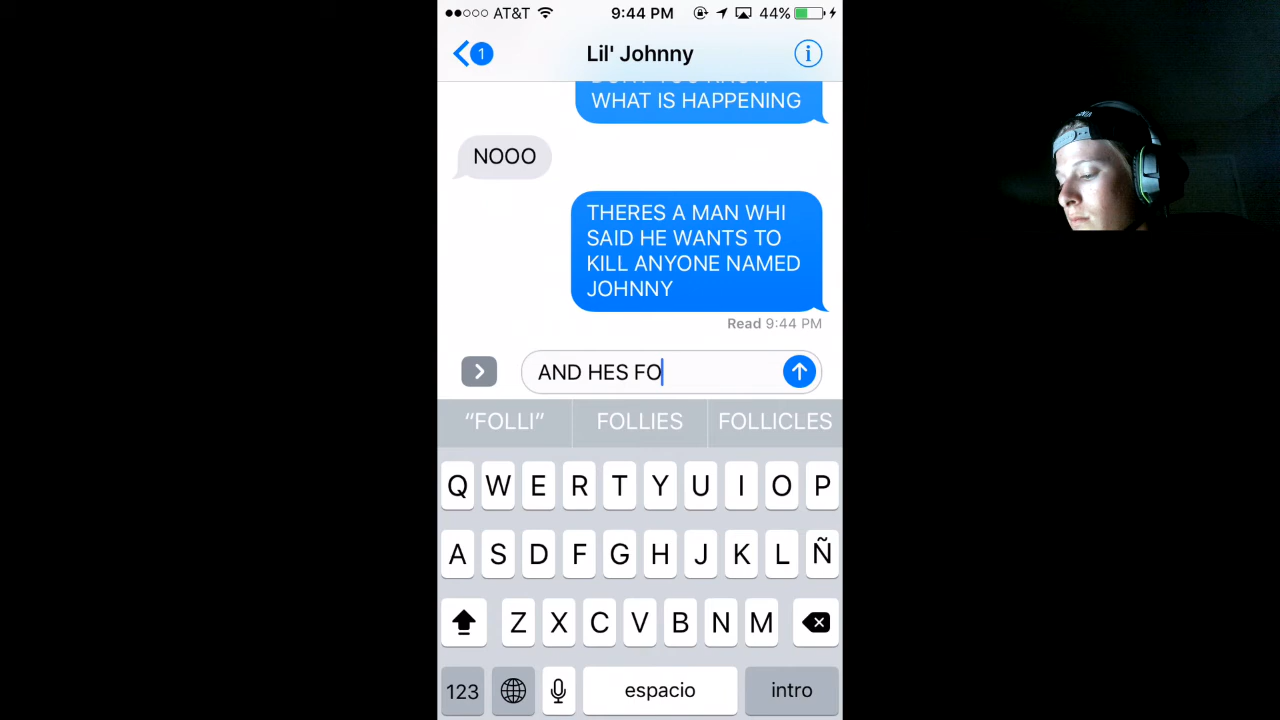 AT&T 9:44 PM 44%
1 Lil' Johnny i
WHAT IS HAPPENING
NOOO
THERES A MAN WHI
SAID HE WANTS TO
KILL ANYONE NAMED
JOHNNY
Read 9:44 PM
AND HES FO
“FOLLI” FOLLIES FOLLICLES
Q W E R T Y U I O P
A S D F G H J K L Ñ
Z X C V B N M
123 espacio intro